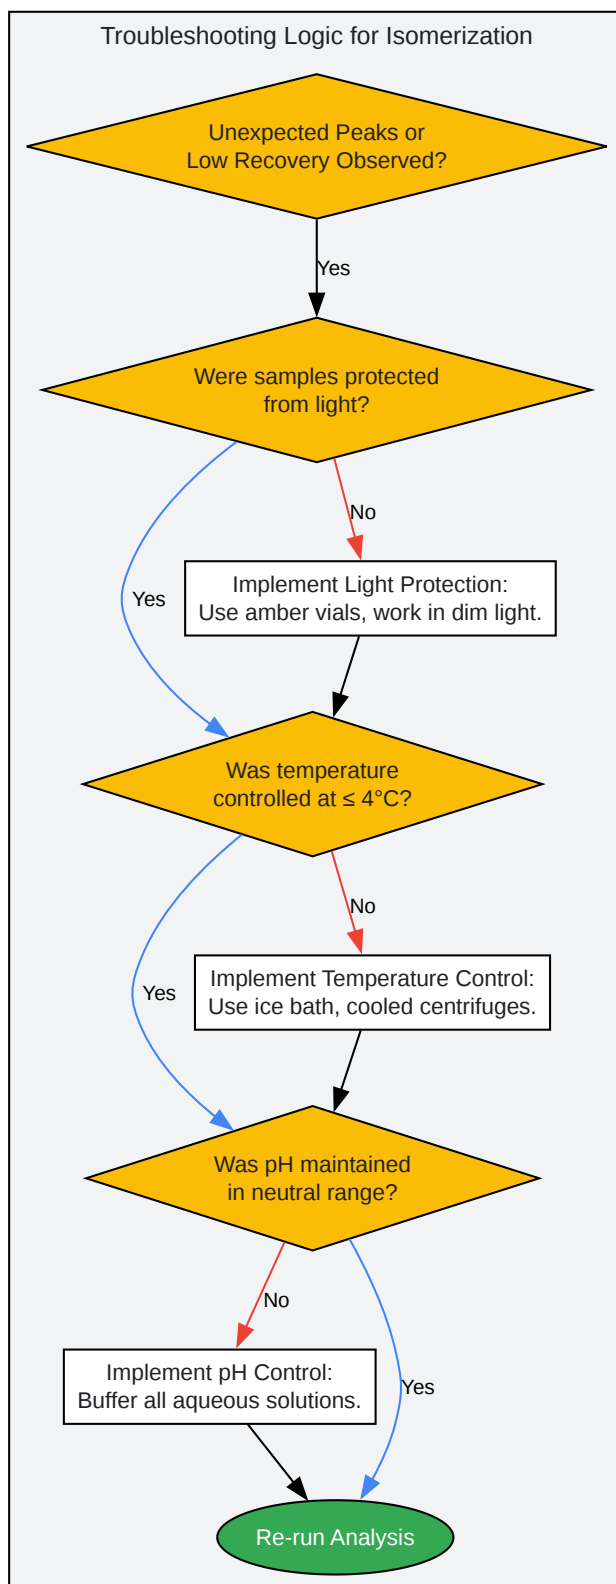 Troubleshooting Logic for Isomerization
Unexpected Peaks or
Low Recovery Observed?
Yes
Were samples protected
from light?
No
Yes
Implement Light Protection:
Use amber vials, work in dim light.
Was temperature
controlled at ≤ 4°C?
No
Yes
Implement Temperature Control:
Use ice bath, cooled centrifuges.
Was pH maintained
in neutral range?
No
Yes
Implement pH Control:
Buffer all aqueous solutions.
Re-run Analysis